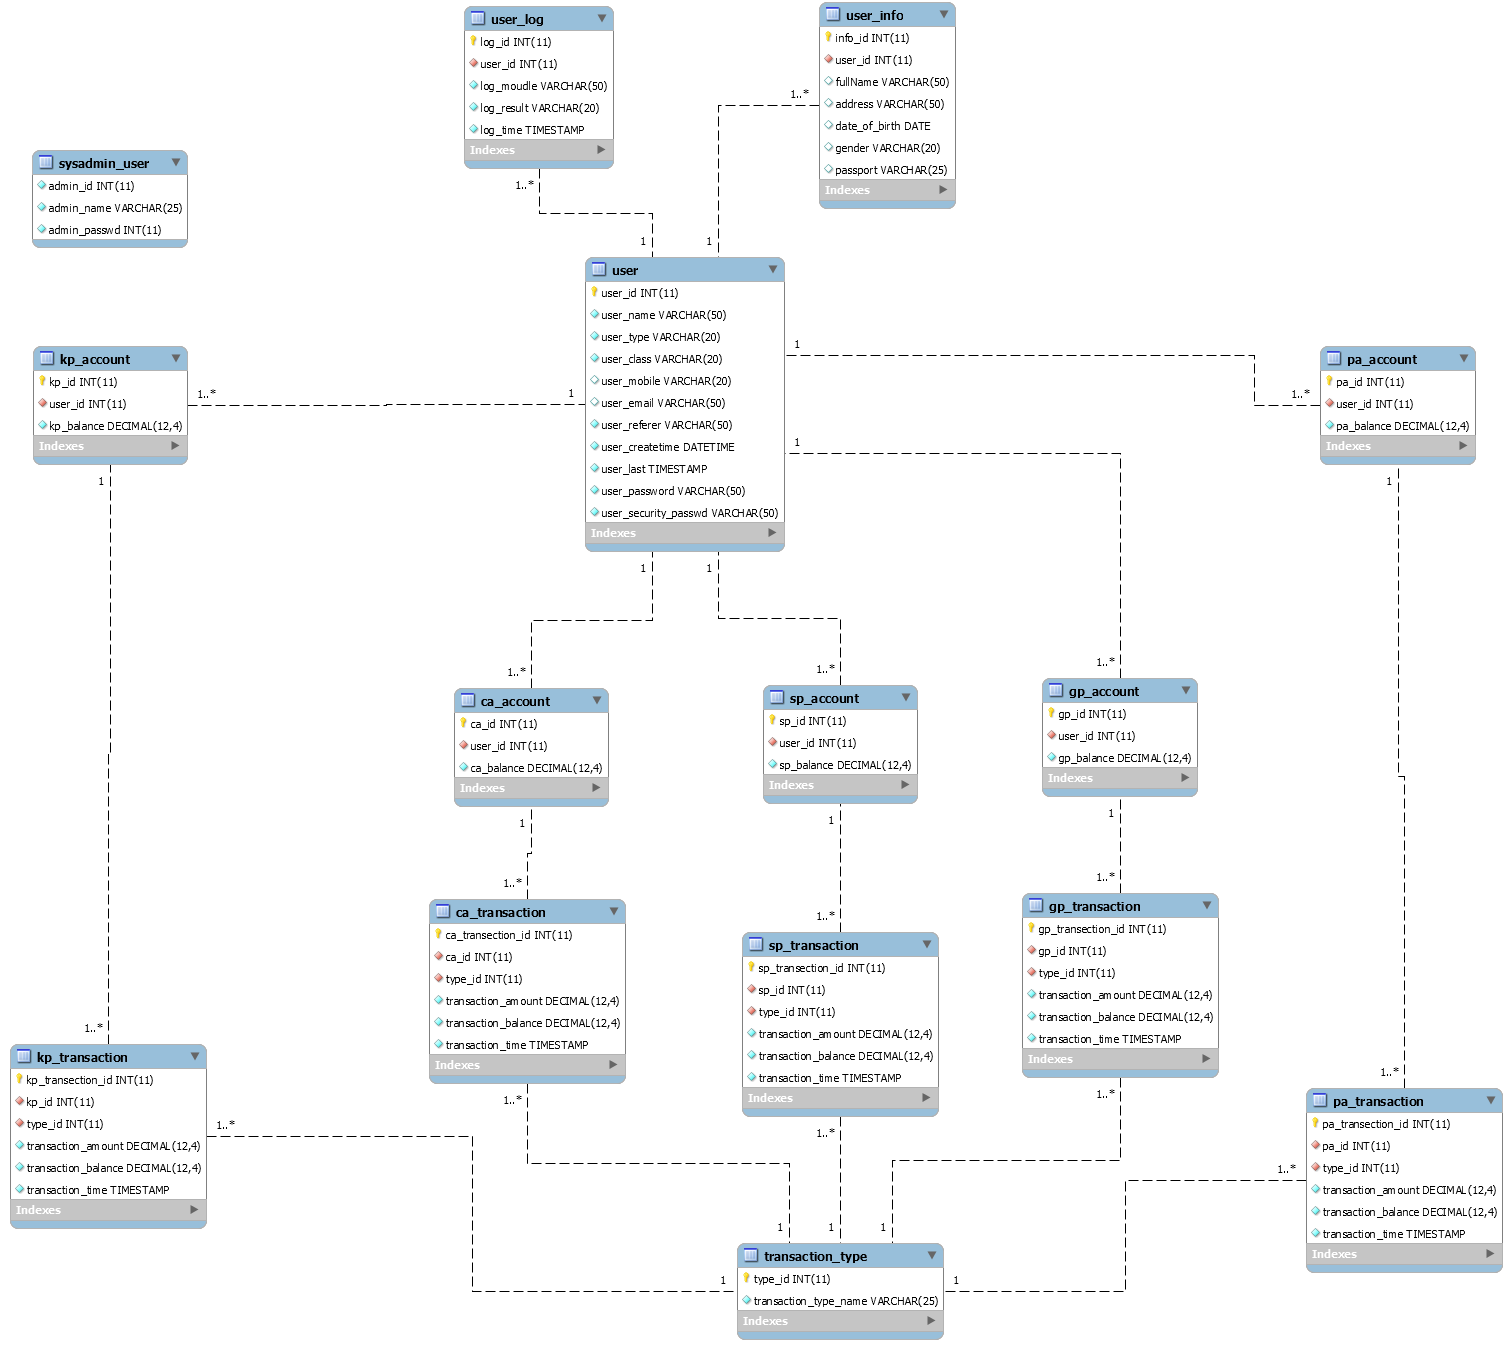 user_log
log_id INT(11)
user_id INT(11)
log_moudle VARCHAR(50)
log_result VARCHAR(20)
log_time TIMESTAMP
Indexes
1..*
1
user_info
info_id INT(11)
user_id INT(11)
fullName VARCHAR(50)
address VARCHAR(50)
date_of_birth DATE
gender VARCHAR(20)
passport VARCHAR(25)
Indexes
1..*
1
sysadmin_user
admin_id INT(11)
admin_name VARCHAR(25)
admin_passwd INT(11)
user
user_id INT(11)
user_name VARCHAR(50)
user_type VARCHAR(20)
user_class VARCHAR(20)
user_mobile VARCHAR(20)
user_email VARCHAR(50)
user_referer VARCHAR(50)
user_createtime DATETIME
user_last TIMESTAMP
user_password VARCHAR(50)
user_security_passwd VARCHAR(50)
Indexes
kp_account
kp_id INT(11)
user_id INT(11)
kp_balance DECIMAL(12,4)
Indexes
1..*
1
1
pa_account
pa_id INT(11)
user_id INT(11)
pa_balance DECIMAL(12,4)
Indexes
1
1..*
1
1
1..*
1
1..*
1
1..*
ca_account
ca_id INT(11)
user_id INT(11)
ca_balance DECIMAL(12,4)
Indexes
1
1..*
sp_account
sp_id INT(11)
user_id INT(11)
sp_balance DECIMAL(12,4)
Indexes
1
1..*
gp_account
gp_id INT(11)
user_id INT(11)
gp_balance DECIMAL(12,4)
Indexes
1
1..*
ca_transaction
ca_transection_id INT(11)
ca_id INT(11)
type_id INT(11)
transaction_amount DECIMAL(12,4)
transaction_balance DECIMAL(12,4)
transaction_time TIMESTAMP
Indexes
1..*
1
sp_transaction
sp_transection_id INT(11)
sp_id INT(11)
type_id INT(11)
transaction_amount DECIMAL(12,4)
transaction_balance DECIMAL(12,4)
transaction_time TIMESTAMP
Indexes
1..*
1
gp_transaction
gp_transection_id INT(11)
gp_id INT(11)
type_id INT(11)
transaction_amount DECIMAL(12,4)
transaction_balance DECIMAL(12,4)
transaction_time TIMESTAMP
Indexes
1..*
1
1..*
kp_transaction
kp_transection_id INT(11)
kp_id INT(11)
type_id INT(11)
transaction_amount DECIMAL(12,4)
transaction_balance DECIMAL(12,4)
transaction_time TIMESTAMP
Indexes
1..*
1
1..*
pa_transaction
pa_transection_id INT(11)
pa_id INT(11)
type_id INT(11)
transaction_amount DECIMAL(12,4)
transaction_balance DECIMAL(12,4)
transaction_time TIMESTAMP
Indexes
1..*
1
transaction_type
type_id INT(11)
transaction_type_name VARCHAR(25)
Indexes